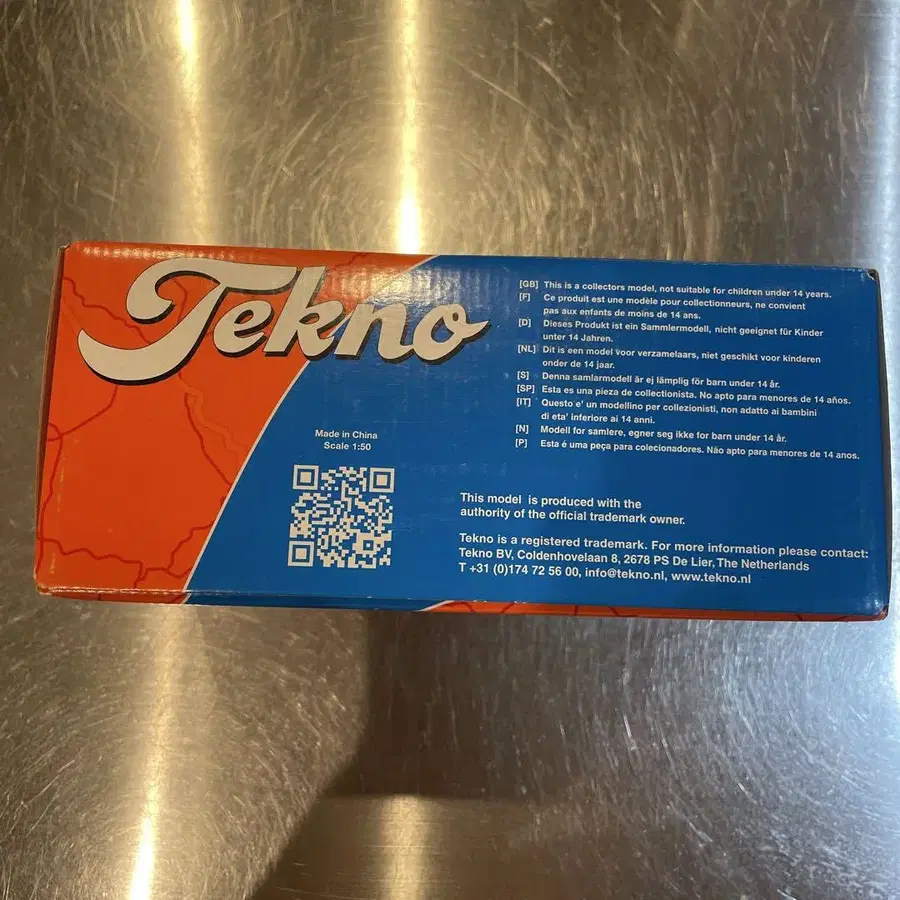 Tekno
[GB] This is a collectors model, not suitable for children under 14 years.
[F] Ce produit est une modèle pour collectionneurs, ne convient
pas aux enfants de moins de 14 ans.
[D] Dieses Produkt ist ein Sammlermodell, nicht geeignet für Kinder
unter 14 Jahren.
[NL] Dit is een model voor verzamelaars, niet geschikt voor kinderen
onder de 14 jaar.
[S] Denna samlarmodell är ej lämplig för barn under 14 år.
[SP] Esta es una pieza de collectionista. No apto para menores de 14 años.
[IT] Questo e' un modellino per collezionisti, non adatto ai bambini
di eta' inferiore ai 14 anni.
[N] Modell for samlere, egner seg ikke for barn under 14 år.
[P] Esta é uma peça para colecionadores. Não apto para menores de 14 anos.
Made in China
Scale 1:50
This model is produced with the
authority of the official trademark owner.
Tekno is a registered trademark. For more information please contact:
Tekno BV, Coldenhovelaan 8, 2678 PS De Lier, The Netherlands
T +31 (0)174 72 56 00, info@tekno.nl, www.tekno.nl